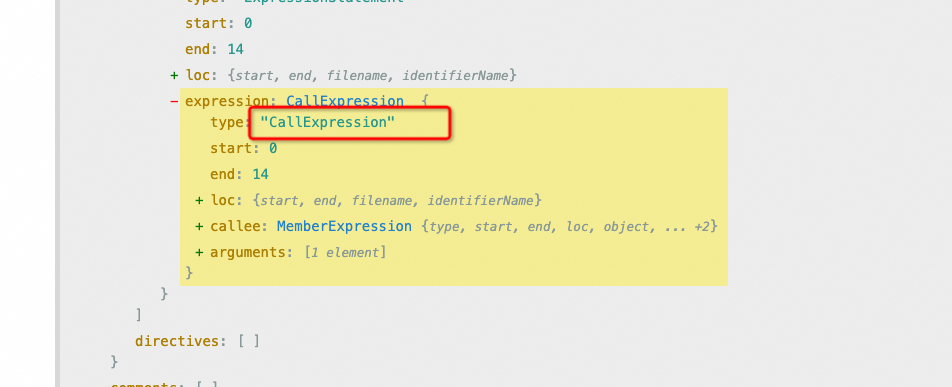 type: "ExpressionStatement"
start: 0
end: 14
+ loc: {start, end, filename, identifierName}
- expression: CallExpression {
type: "CallExpression"
start: 0
end: 14
+ loc: {start, end, filename, identifierName}
+ callee: MemberExpression {type, start, end, loc, object, ... +2}
+ arguments: [1 element]
}
}
]
directives: [ ]
}
comments: [ ]